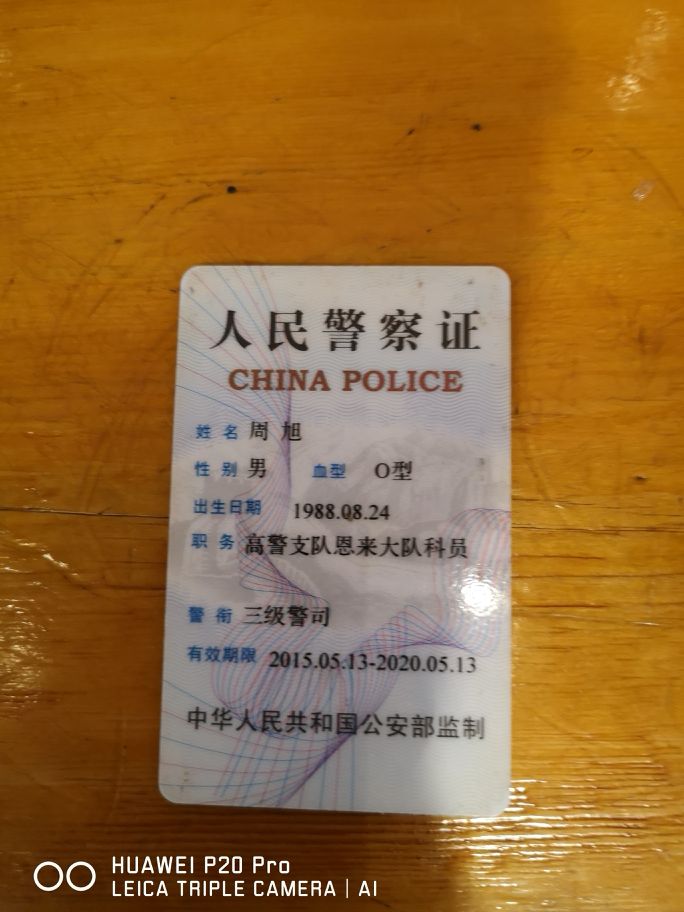 人民警察证
CHINA POLICE
姓名 周旭
性别 男 血型 O型
出生日期 1988.08.24
职务 高警支队恩来大队科员
警衔 三级警司
有效期限 2015.05.13-2020.05.13
中华人民共和国公安部监制
HUAWEI P20 Pro
LEICA TRIPLE CAMERA | AI